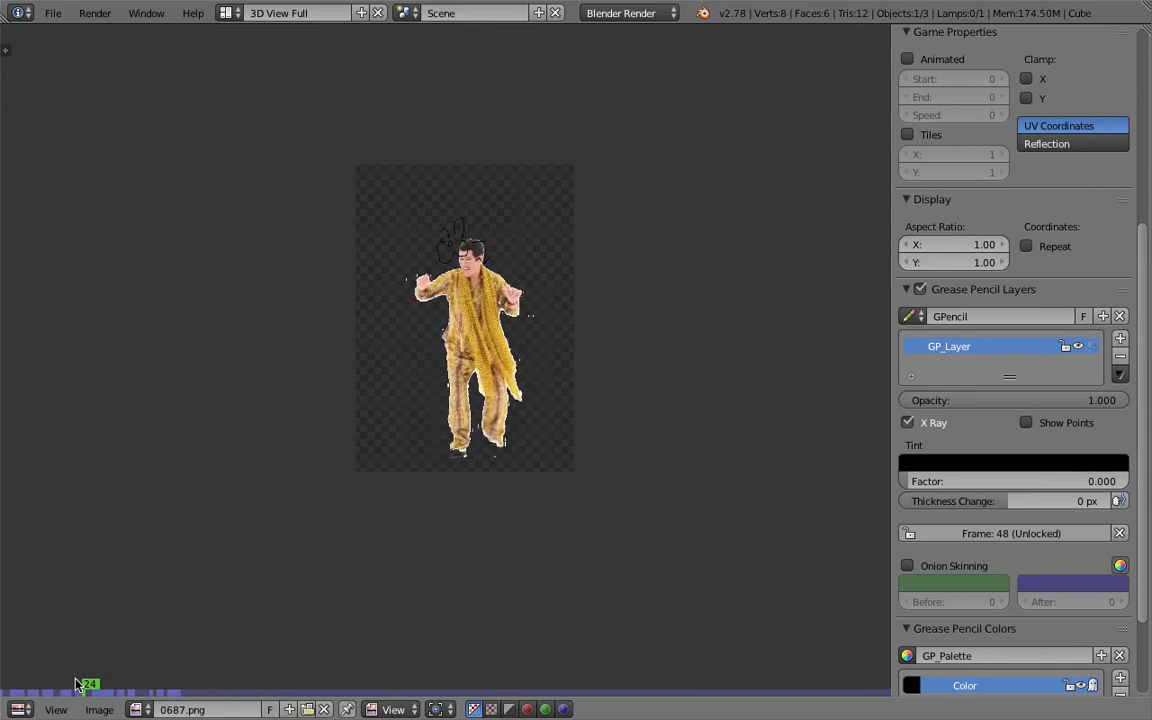 File Render Window Help 3D View Full Scene Blender Render v2.78 | Verts:8 | Faces:6 | Tris:12 | Objects:1/3 | Lamps:0/1 | Mem:174.50M | Cube
Game Properties
Animated Clamp:
Start: 0 X
End: 0 Y
Speed: 0
UV Coordinates
Tiles
Reflection
X: 1
Y: 1
Display
Aspect Ratio: Coordinates:
X: 1.00 Repeat
Y: 1.00
Grease Pencil Layers
GPencil F
GP_Layer
Opacity: 1.000
X Ray Show Points
Tint
Factor: 0.000
Thickness Change: 0 px
Frame: 48 (Unlocked)
Onion Skinning
Before: 0 After: 0
Grease Pencil Colors
GP_Palette
24
Color
View Image 0687.png F View